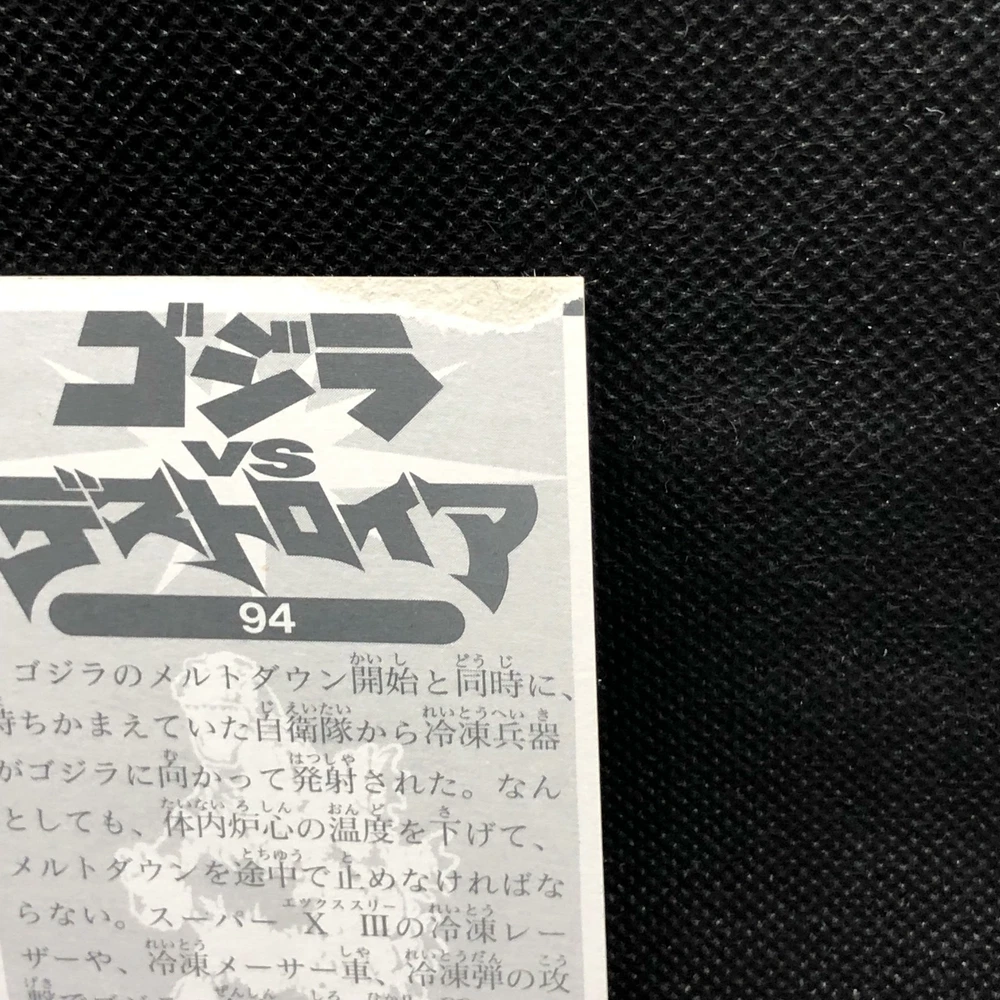 ゴジラ
VS
デストロイア
94
ゴジラのメルトダウン開始と同時に、
待ちかまえていた自衛隊から冷凍兵器
がゴジラに向かって発射された。なん
としても、体内炉心の温度を下げて、
メルトダウンを途中で止めなければな
らない。スーパー X IIIの冷凍レー
ザーや、冷凍メーサー車、冷凍弾の攻